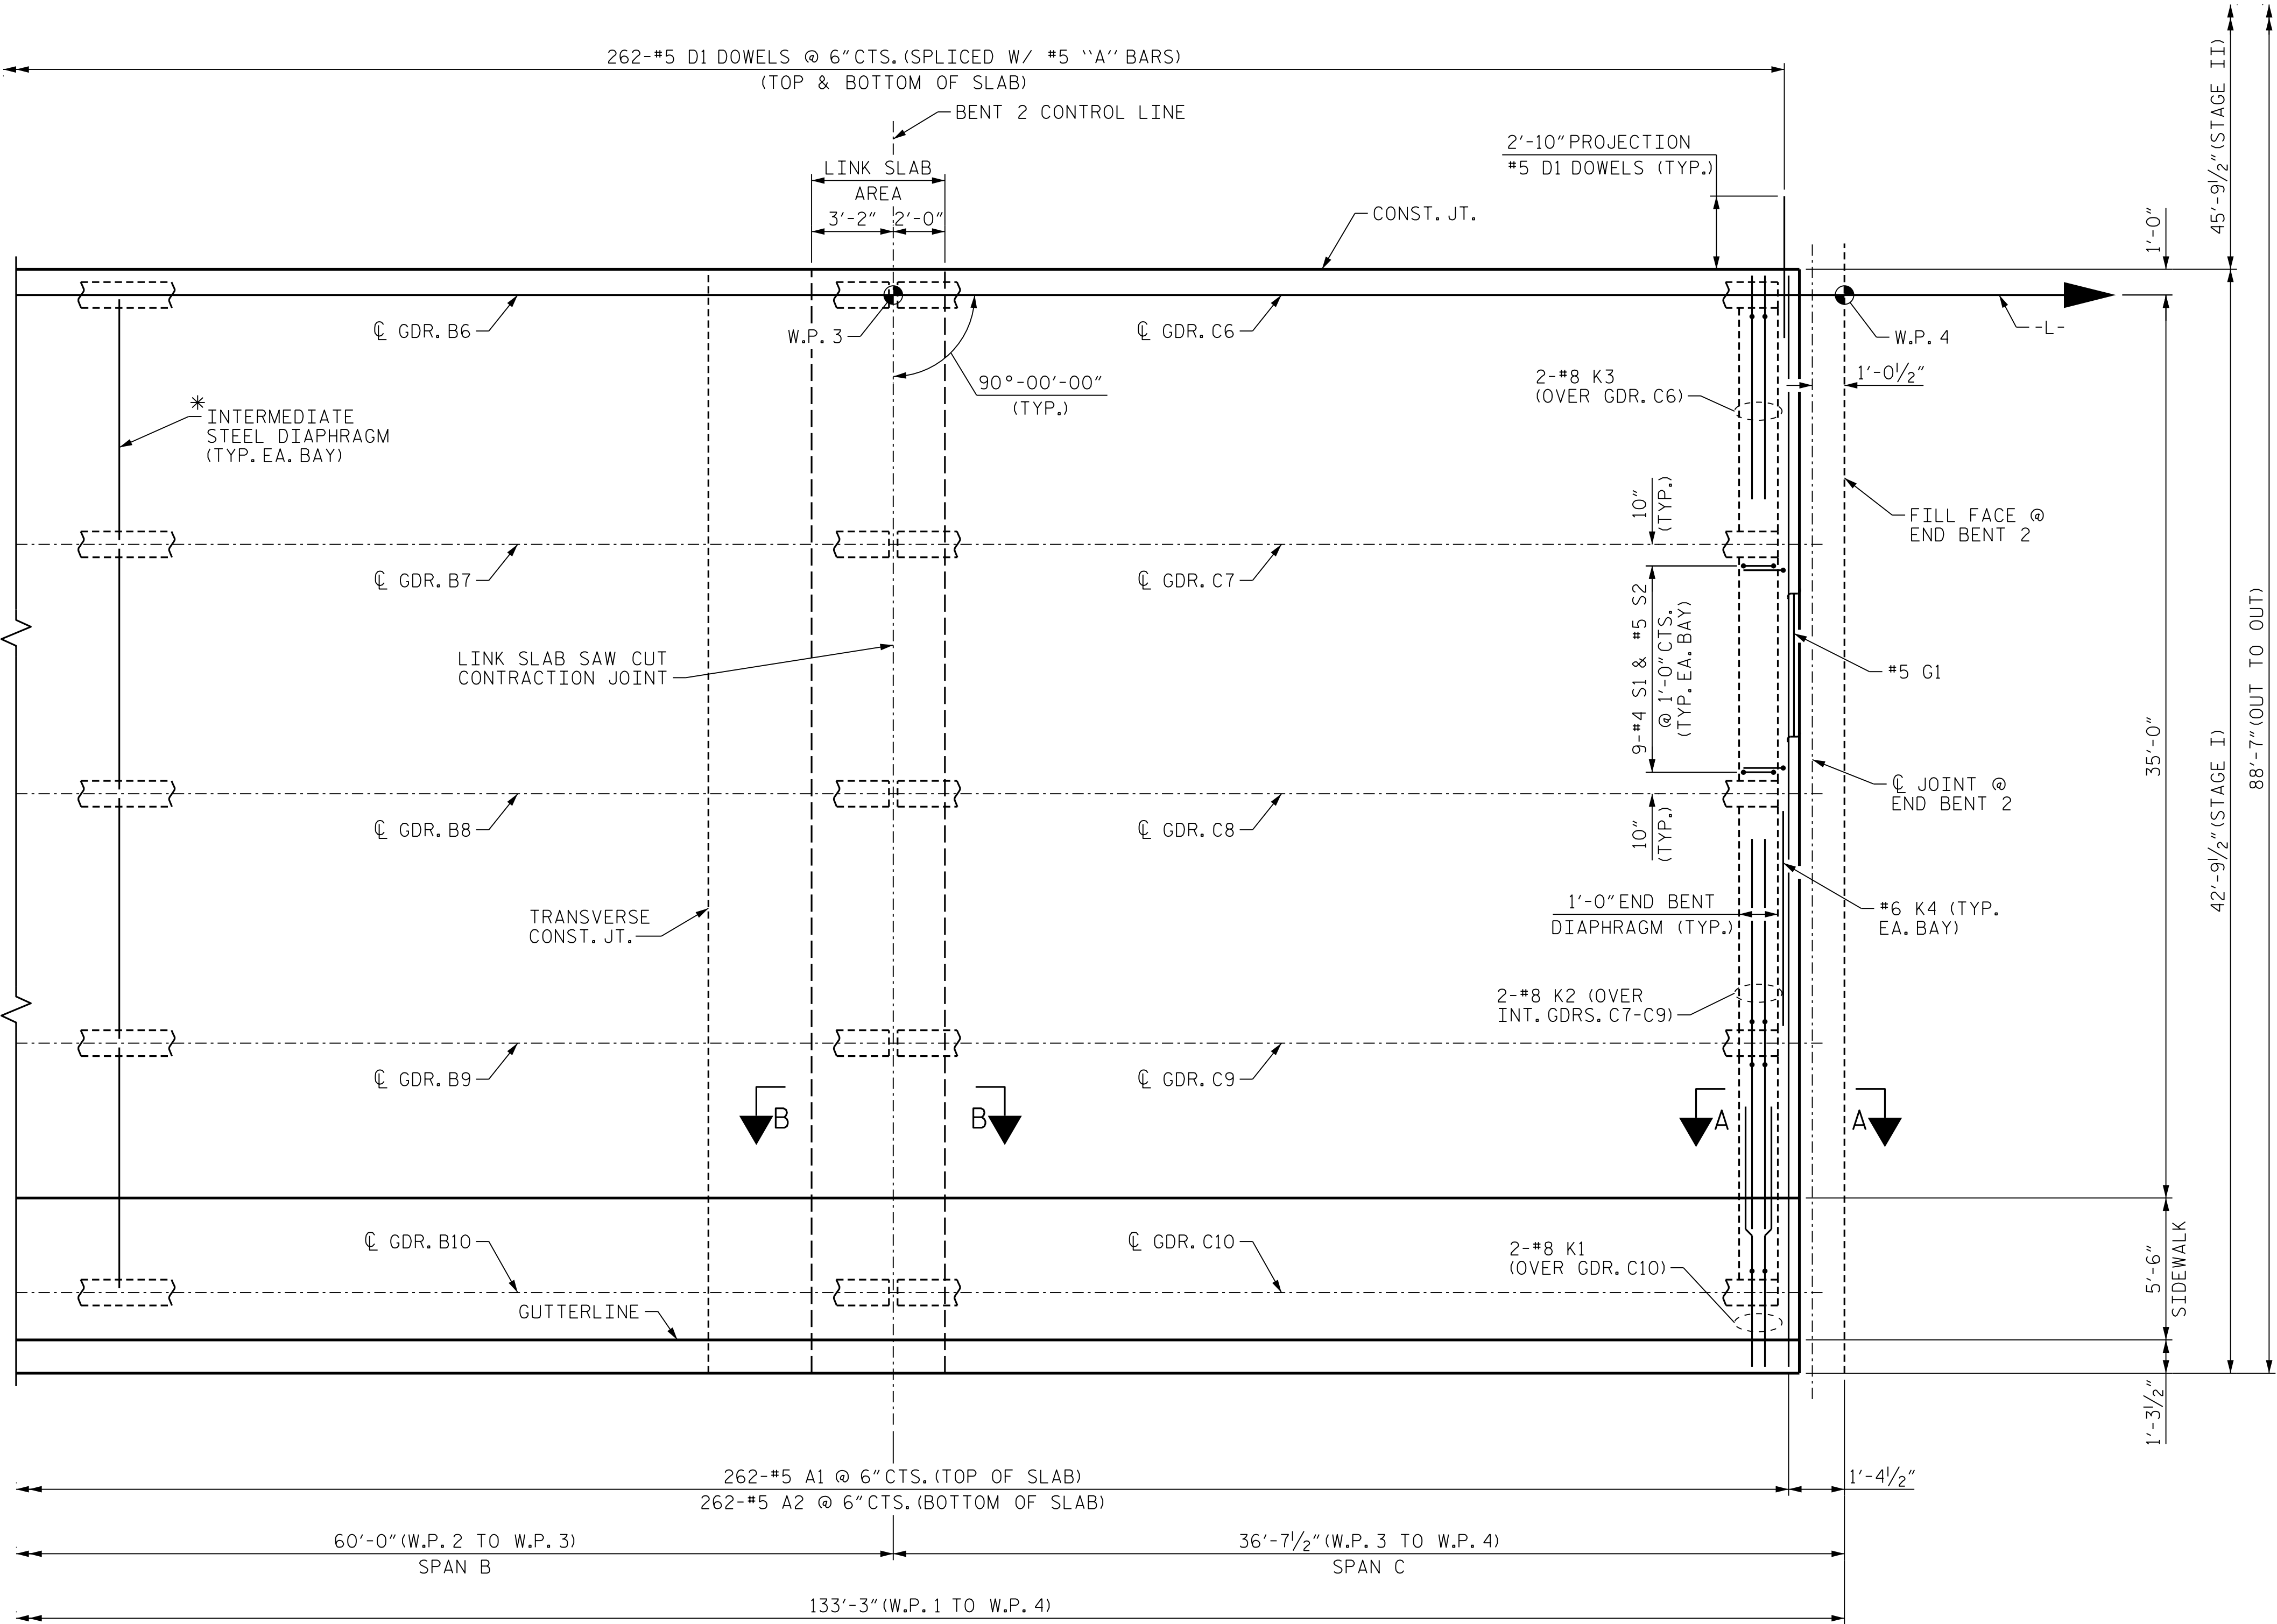 262-#5 D1 DOWELS @ 6" CTS. (SPLICED W/ #5 ``A'' BARS)
(TOP & BOTTOM OF SLAB)
BENT 2 CONTROL LINE
LINK SLAB
AREA
3'-2"
2'-0"
2'-10" PROJECTION
#5 D1 DOWELS (TYP.)
CONST. JT.
45'-9½" (STAGE II)
1'-0"
℄ GDR. B6
W.P. 3
℄ GDR. C6
-L-
W.P. 4
1'-0½"
90°-00'-00"
(TYP.)
2-#8 K3
(OVER GDR. C6)
*
INTERMEDIATE
STEEL DIAPHRAGM
(TYP. EA. BAY)
10"
(TYP.)
FILL FACE @
END BENT 2
℄ GDR. B7
℄ GDR. C7
9-#4 S1 & #5 S2
@ 1'-0" CTS.
(TYP. EA. BAY)
LINK SLAB SAW CUT
CONTRACTION JOINT
#5 G1
35'-0"
42'-9½" (STAGE I)
88'-7" (OUT TO OUT)
℄ JOINT @
END BENT 2
℄ GDR. B8
℄ GDR. C8
10"
(TYP.)
1'-0" END BENT
DIAPHRAGM (TYP.)
#6 K4 (TYP.
EA. BAY)
TRANSVERSE
CONST. JT.
2-#8 K2 (OVER
INT. GDRS. C7-C9)
℄ GDR. B9
℄ GDR. C9
B
B
A
A
℄ GDR. B10
℄ GDR. C10
2-#8 K1
(OVER GDR. C10)
5'-6"
SIDEWALK
GUTTERLINE
1'-3½"
262-#5 A1 @ 6" CTS. (TOP OF SLAB)
262-#5 A2 @ 6" CTS. (BOTTOM OF SLAB)
1'-4½"
60'-0" (W.P. 2 TO W.P. 3)
SPAN B
36'-7½" (W.P. 3 TO W.P. 4)
SPAN C
133'-3" (W.P. 1 TO W.P. 4)